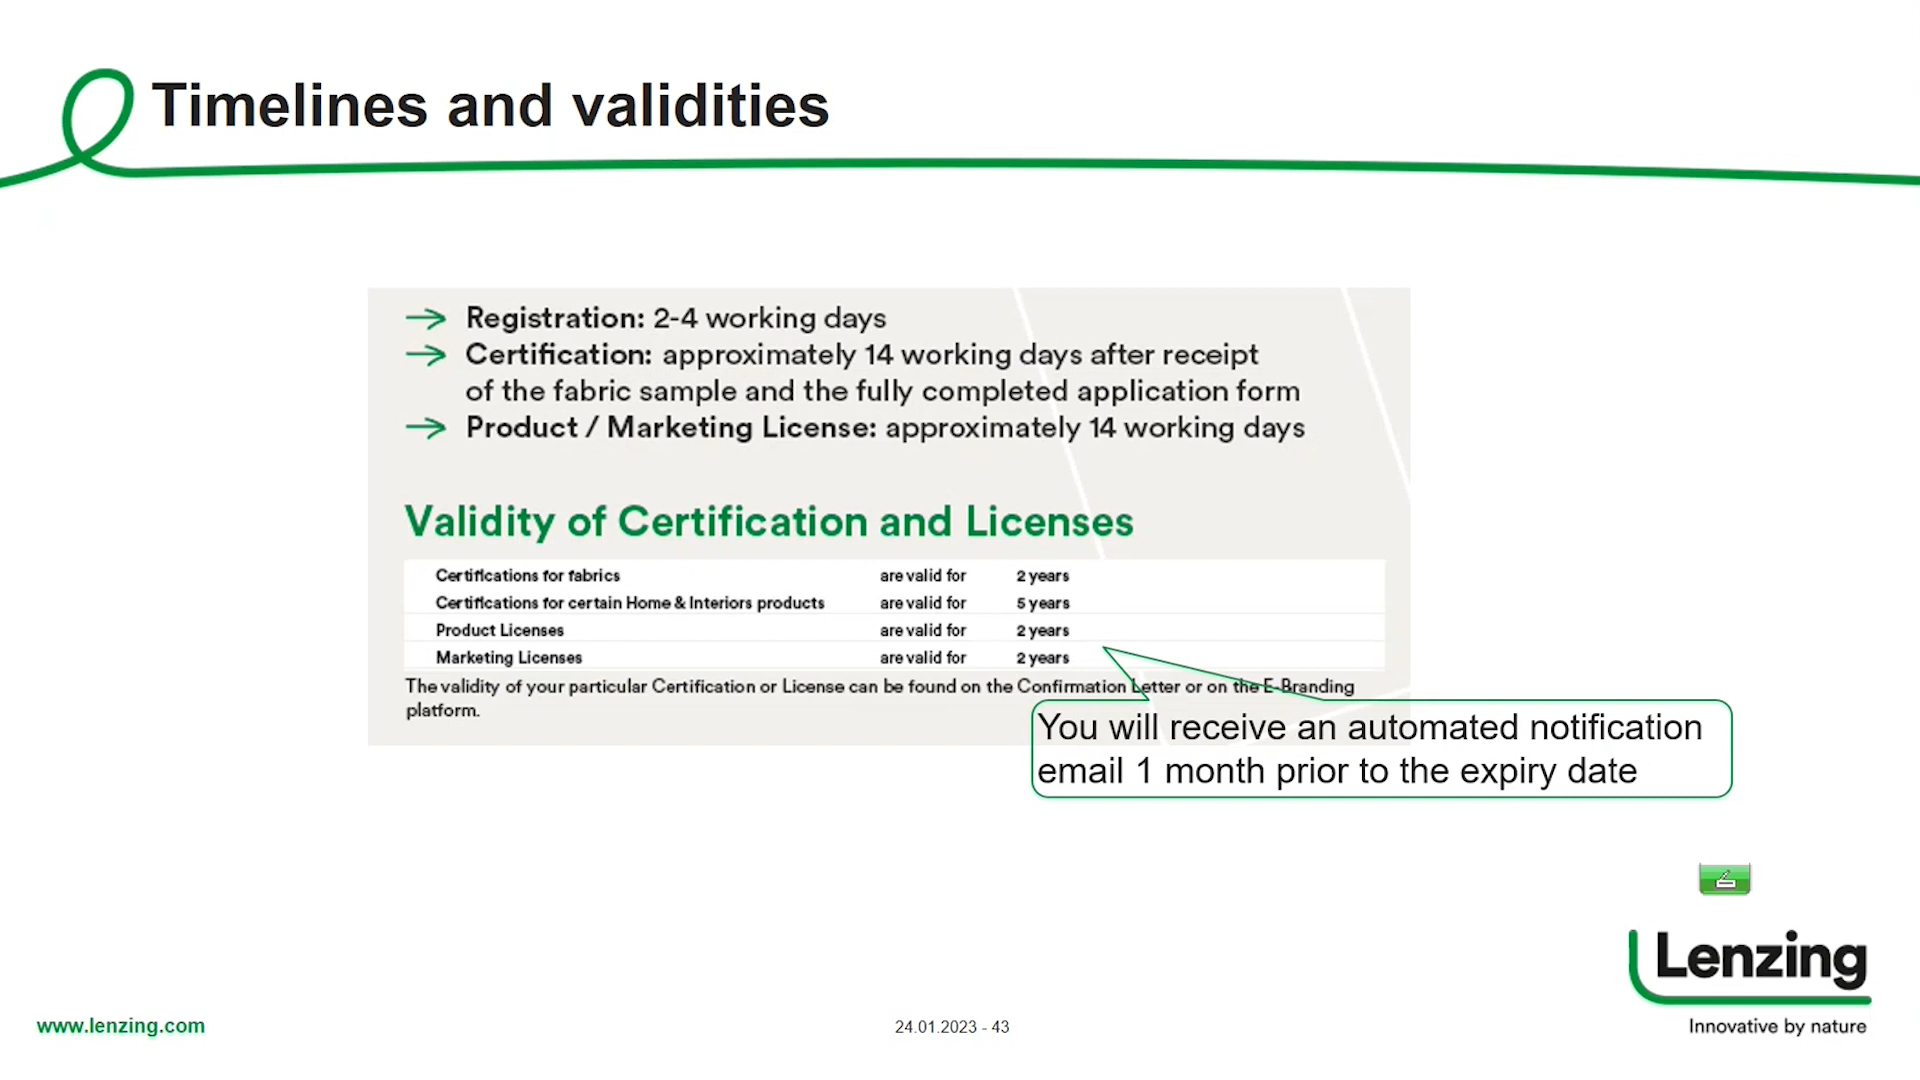 Timelines and validities
Registration: 2-4 working days
Certification: approximately 14 working days after receipt
of the fabric sample and the fully completed application form
Product / Marketing License: approximately 14 working days
Validity of Certification and Licenses
Certifications for fabrics are valid for 2 years
Certifications for certain Home & Interiors products are valid for 5 years
Product Licenses are valid for 2 years
Marketing Licenses are valid for 2 years
The validity of your particular Certification or License can be found on the Confirmation Letter or on the E-Branding
platform.
You will receive an automated notification
email 1 month prior to the expiry date
Lenzing
Innovative by nature
www.lenzing.com
24.01.2023 - 43